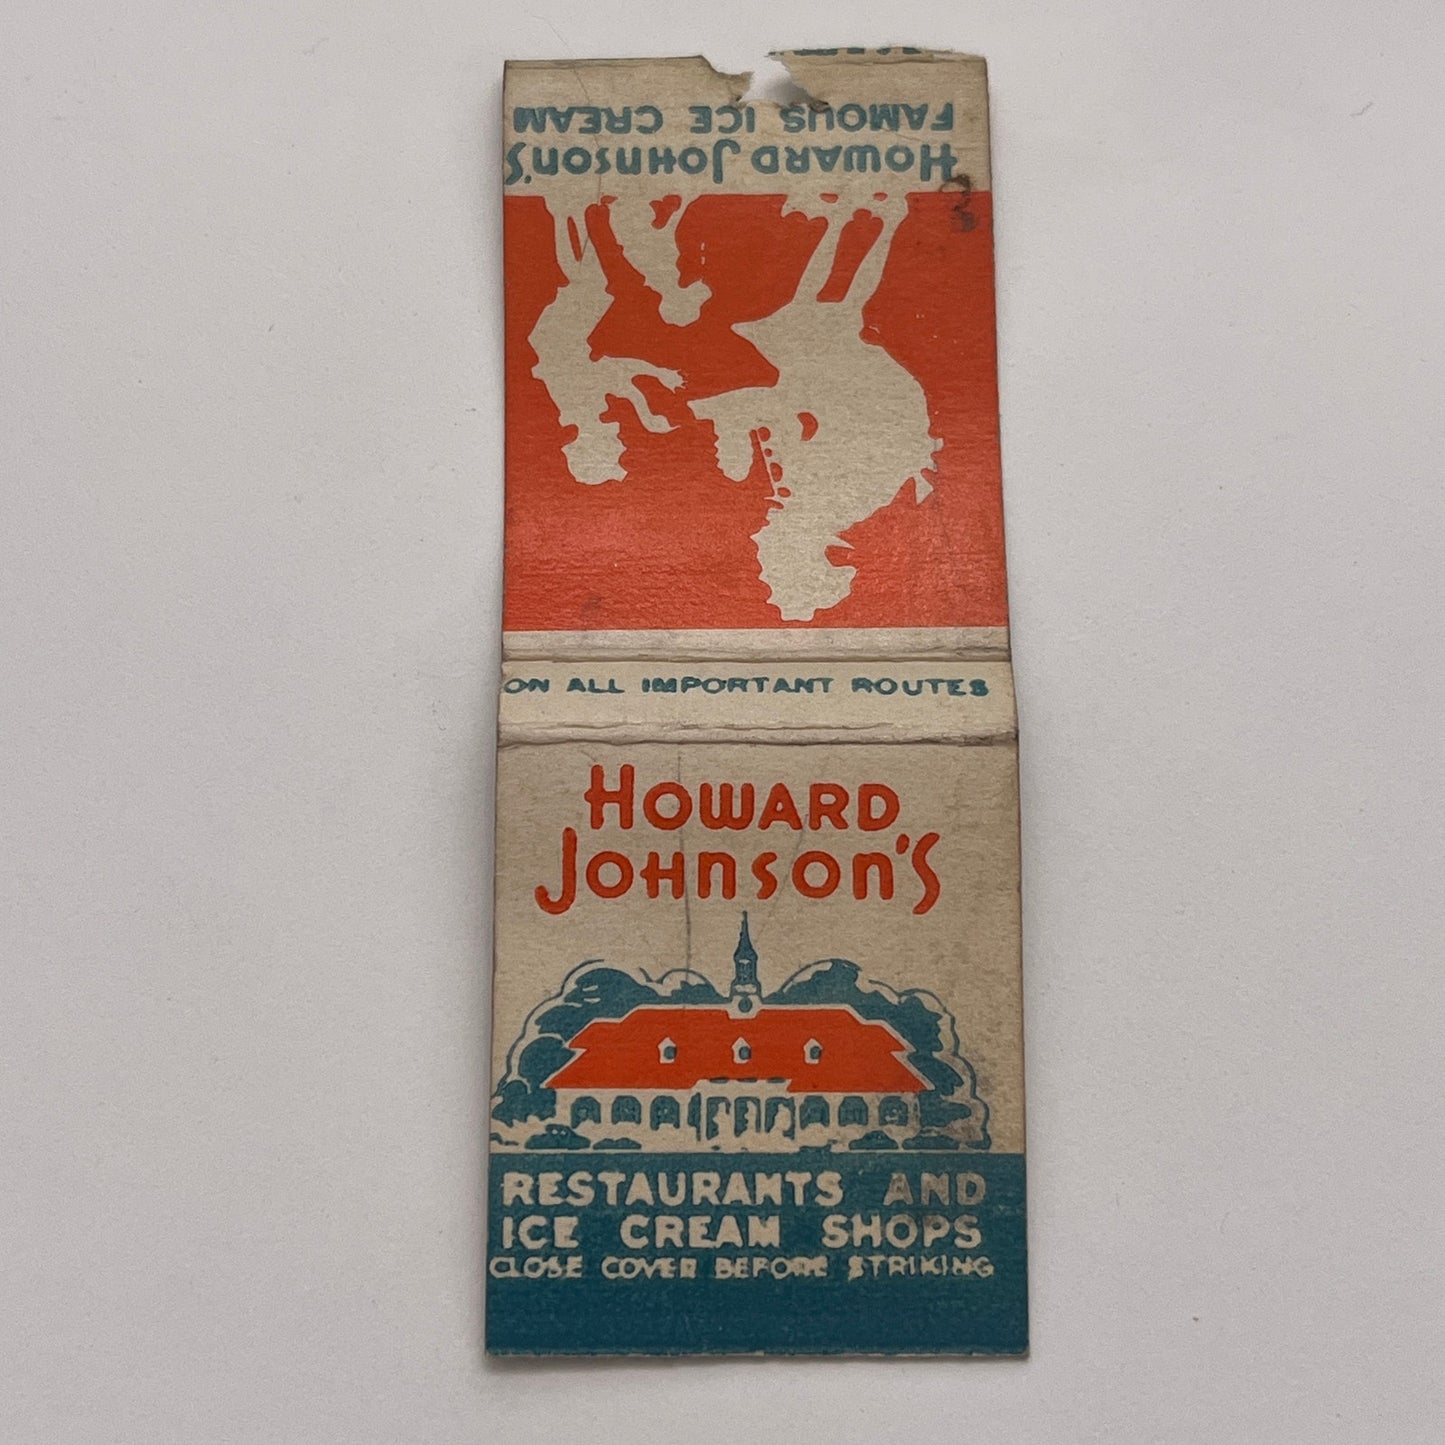 FAMOUS ICE CREAM
HOWARD JOHNSON'S
ON ALL IMPORTANT ROUTES
HOWARD
JOHNSON'S
RESTAURANTS AND
ICE CREAM SHOPS
CLOSE COVER BEFORE STRIKING